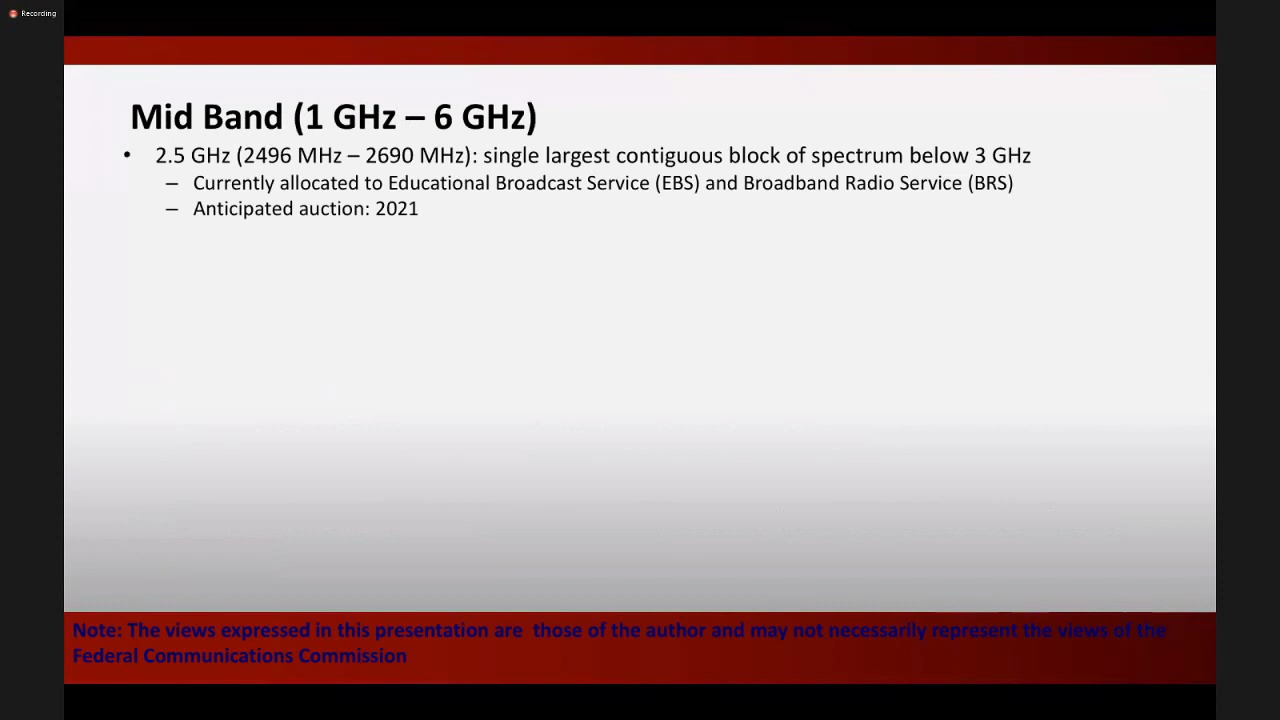 Recording
Mid Band (1 GHz – 6 GHz)
• 2.5 GHz (2496 MHz – 2690 MHz): single largest contiguous block of spectrum below 3 GHz
– Currently allocated to Educational Broadcast Service (EBS) and Broadband Radio Service (BRS)
– Anticipated auction: 2021
Note: The views expressed in this presentation are  those of the author and may not necessarily represent the views of the
Federal Communications Commission